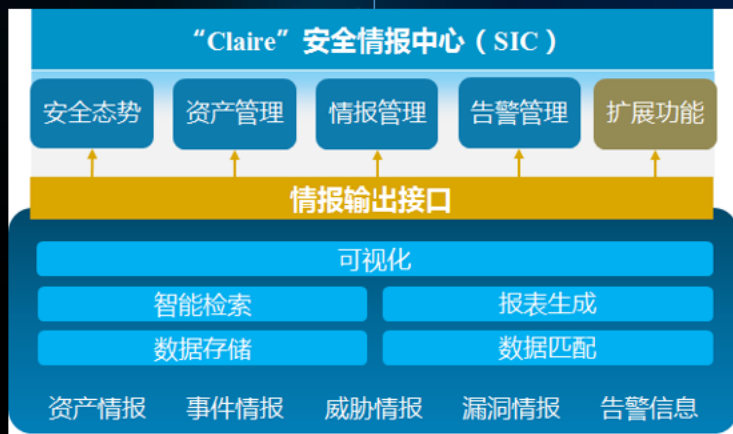 “Claire”安全情报中心（SIC）
安全态势 资产管理 情报管理 告警管理 扩展功能
情报输出接口
可视化
智能检索 报表生成
数据存储 数据匹配
资产情报 事件情报 威胁情报 漏洞情报 告警信息